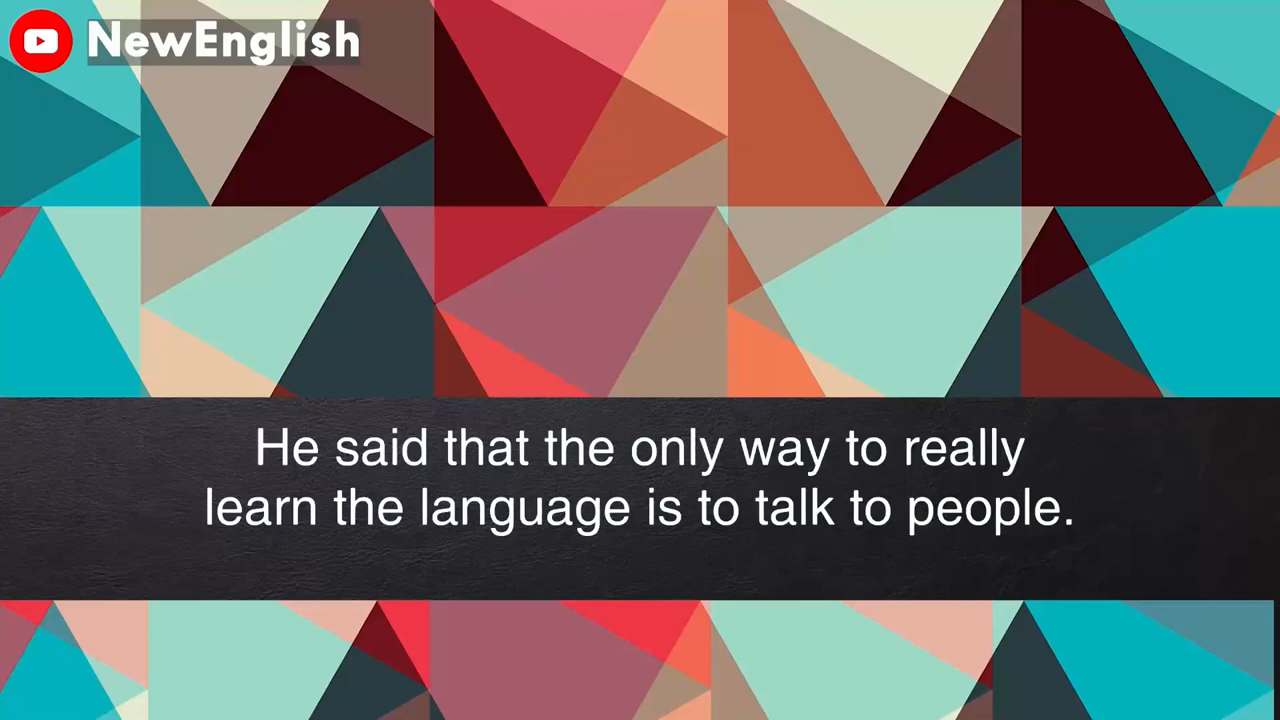 NewEnglish
He said that the only way to really
learn the language is to talk to people.